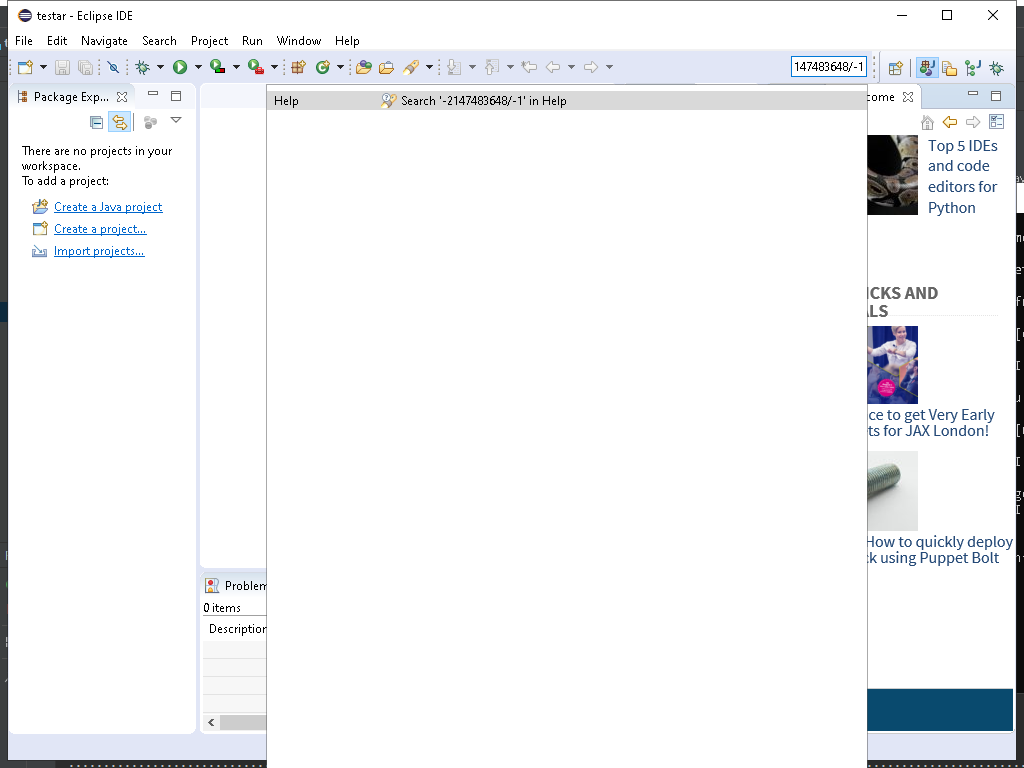 testar - Eclipse IDE
File Edit Navigate Search Project Run Window Help
147483648/-1
Package Exp...
There are no projects in your
workspace.
To add a project:
Create a Java project
Create a project...
Import projects...
Help Search '-2147483648/-1' in Help
ome
Top 5 IDEs
and code
editors for
Python
ICKS AND
ALS
ce to get Very Early
ts for JAX London!
How to quickly deploy
k using Puppet Bolt
Problem
0 items
Description